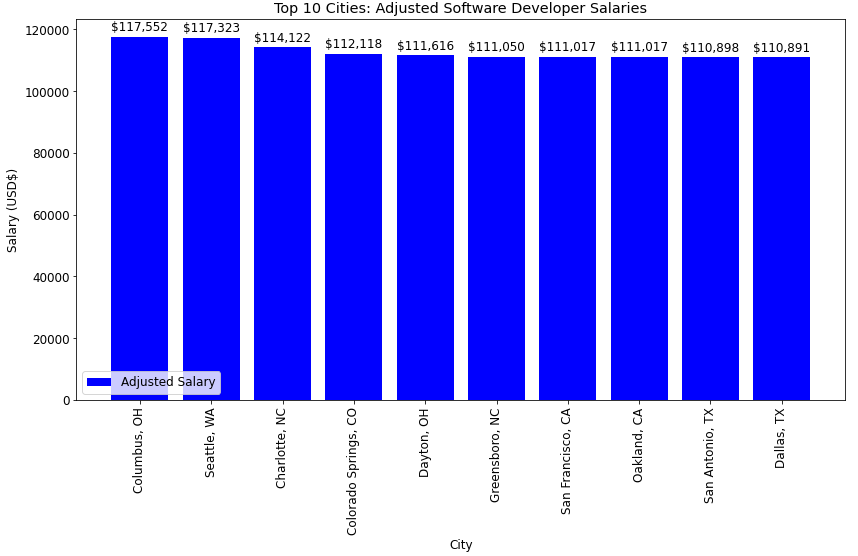 Top 10 Cities: Adjusted Software Developer Salaries
$117,552 $117,323 $114,122 $112,118 $111,616 $111,050 $111,017 $111,017 $110,898 $110,891
Salary (USD$)
120000
100000
80000
60000
40000
20000
0
Adjusted Salary
Columbus, OH
Seattle, WA
Charlotte, NC
Colorado Springs, CO
Dayton, OH
Greensboro, NC
San Francisco, CA
Oakland, CA
San Antonio, TX
Dallas, TX
City